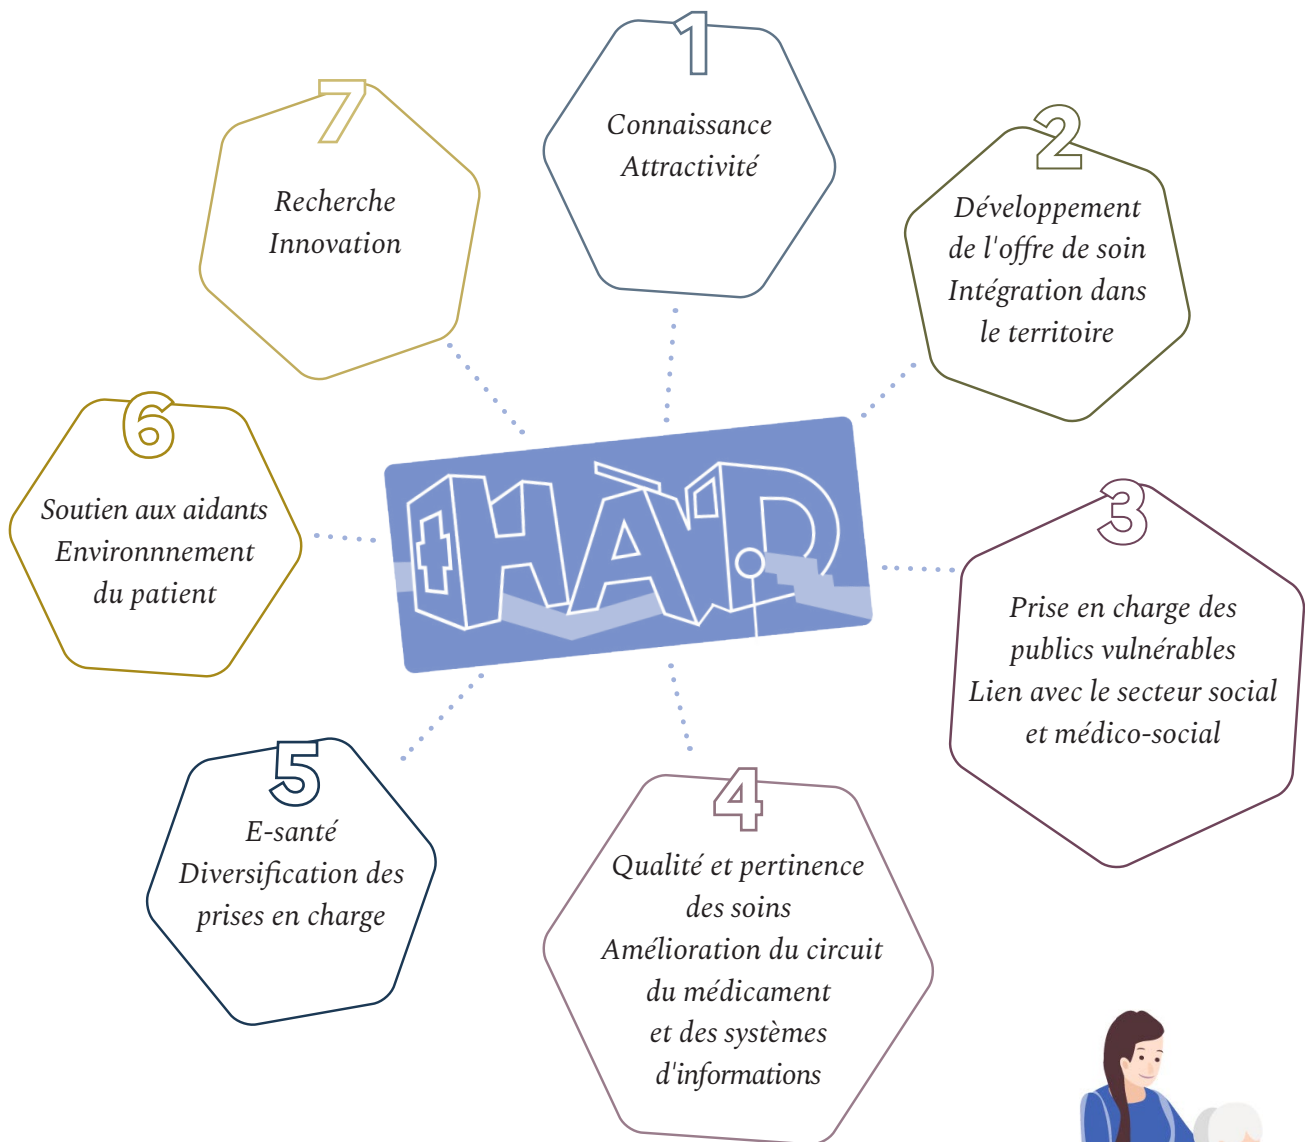 1
Connaissance
Attractivité
2
Développement
de l'offre de soin
Intégration dans
le territoire
3
Prise en charge des
publics vulnérables
Lien avec le secteur social
et médico-social
4
Qualité et pertinence
des soins
Amélioration du circuit
du médicament
et des systèmes
d'informations
5
E-santé
Diversification des
prises en charge
6
Soutien aux aidants
Environnnement
du patient
7
Recherche
Innovation
HÀD